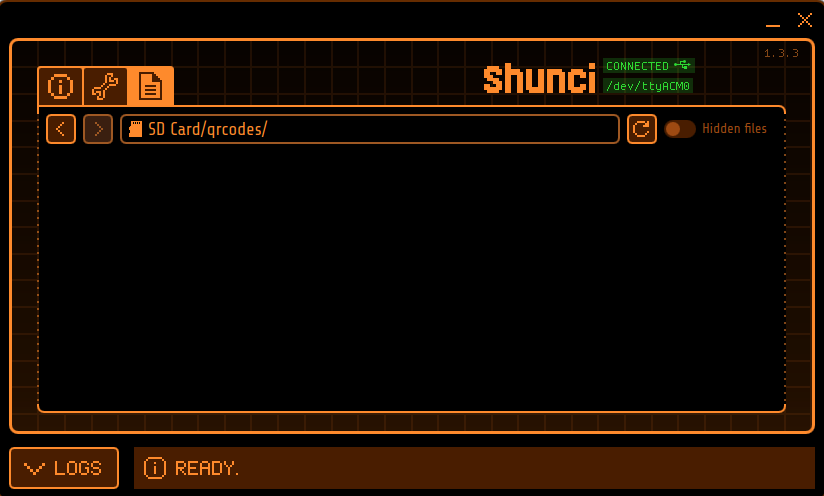 1.3.3
shunci
CONNECTED
/dev/ttyACM0
SD Card/qrcodes/
Hidden files
LOGS
READY.